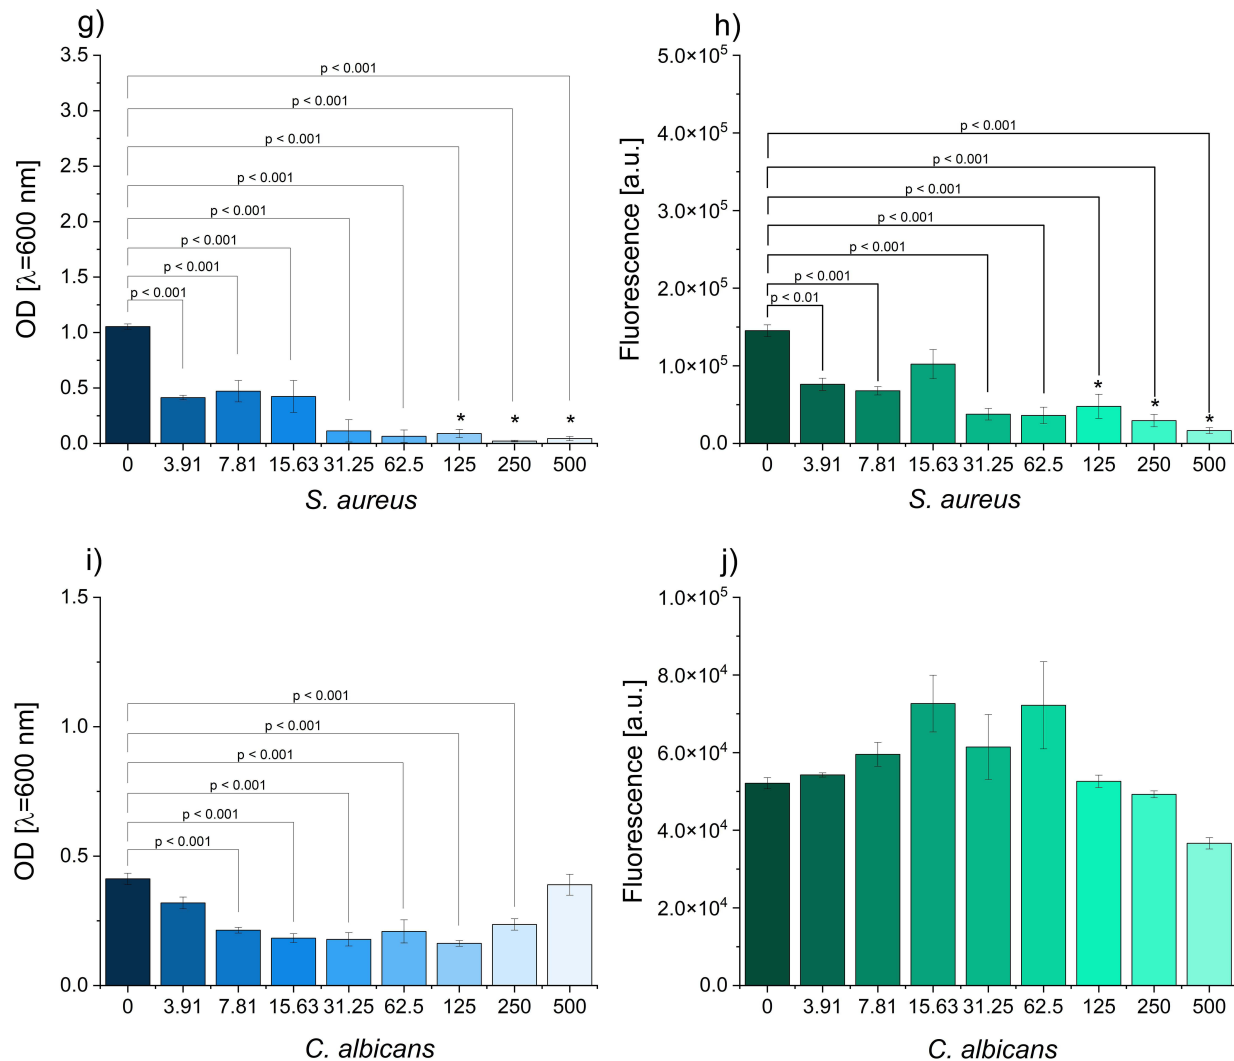 g)
OD [λ=600 nm]
3.5
3.0
2.5
2.0
1.5
1.0
0.5
0.0
p < 0.001
p < 0.001
p < 0.001
p < 0.001
p < 0.001
p < 0.001
p < 0.001
p < 0.001
* * *
0 3.91 7.81 15.63 31.25 62.5 125 250 500
S. aureus
h)
Fluorescence [a.u.]
5.0×10⁵
4.0×10⁵
3.0×10⁵
2.0×10⁵
1.0×10⁵
0.0
p < 0.001
p < 0.001
p < 0.001
p < 0.001
p < 0.001
p < 0.001
p < 0.01
* * *
0 3.91 7.81 15.63 31.25 62.5 125 250 500
S. aureus
i)
OD [λ=600 nm]
1.5
1.0
0.5
0.0
p < 0.001
p < 0.001
p < 0.001
p < 0.001
p < 0.001
p < 0.001
0 3.91 7.81 15.63 31.25 62.5 125 250 500
C. albicans
j)
Fluorescence [a.u.]
1.0×10⁵
8.0×10⁴
6.0×10⁴
4.0×10⁴
2.0×10⁴
0.0
0 3.91 7.81 15.63 31.25 62.5 125 250 500
C. albicans